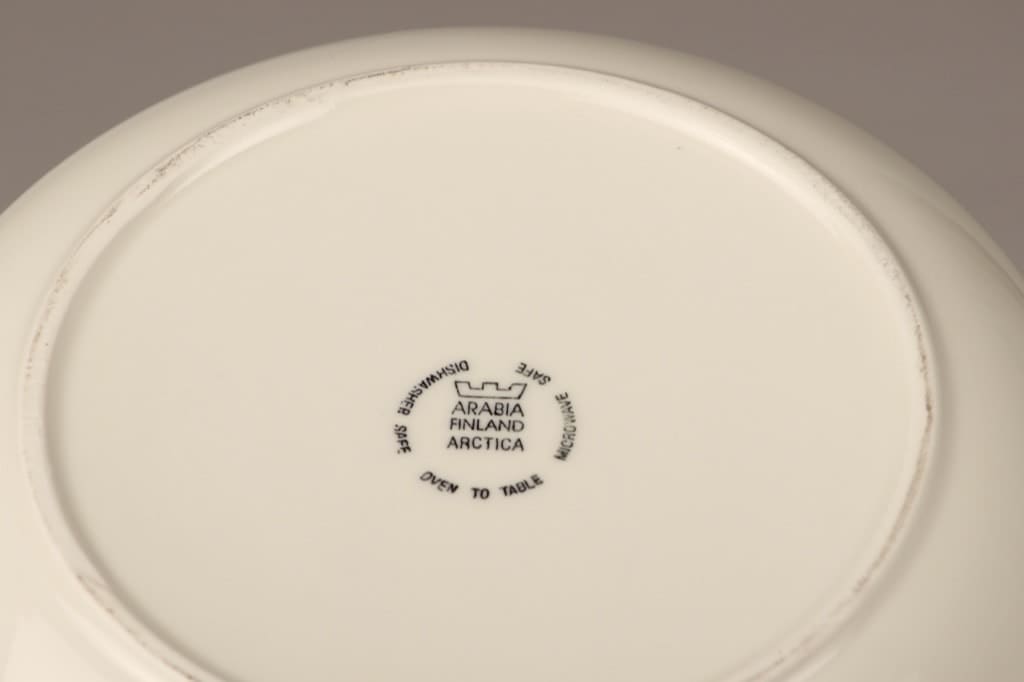 ARABIA
FINLAND
ARCTICA
DISHWASHER SAFE
OVEN TO TABLE
MICROWAVE SAFE